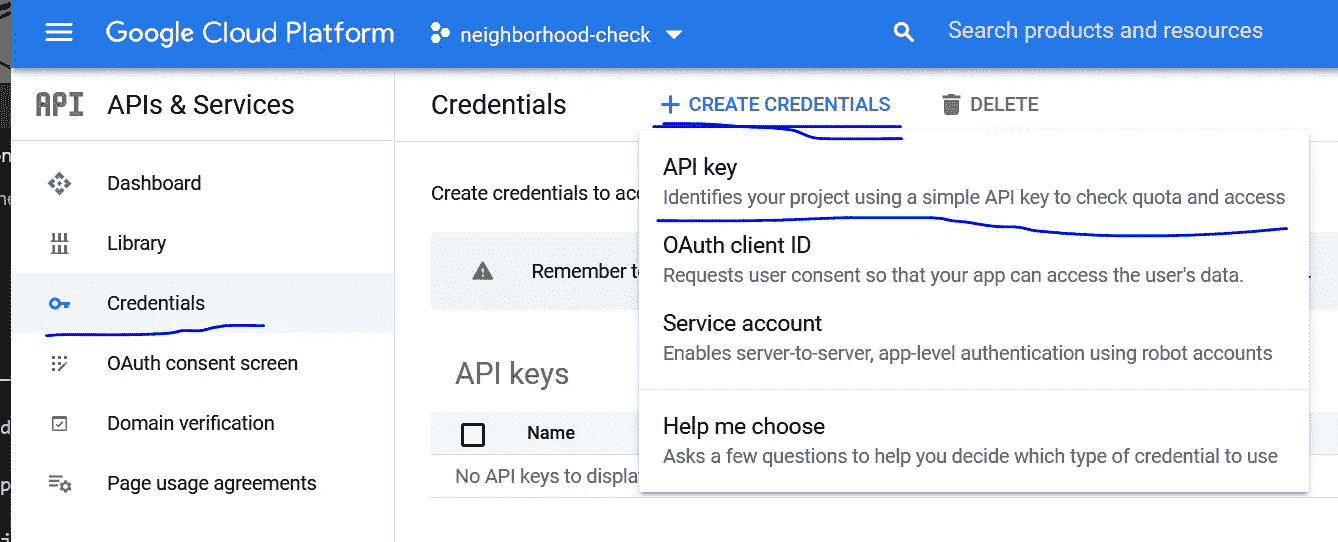 Google Cloud Platform
neighborhood-check
Search products and resources
API
APIs & Services
Credentials
CREATE CREDENTIALS
DELETE
Dashboard
Library
Credentials
OAuth consent screen
Domain verification
Page usage agreements
Create credentials to
Remember
API keys
Name
No API keys to
API key
Identifies your project using a simple API key to check quota and access
OAuth client ID
Requests user consent so that your app can access the user's data.
Service account
Enables server-to-server, app-level authentication using robot accounts
Help me choose
Asks a few questions to help you decide which type of credential to use